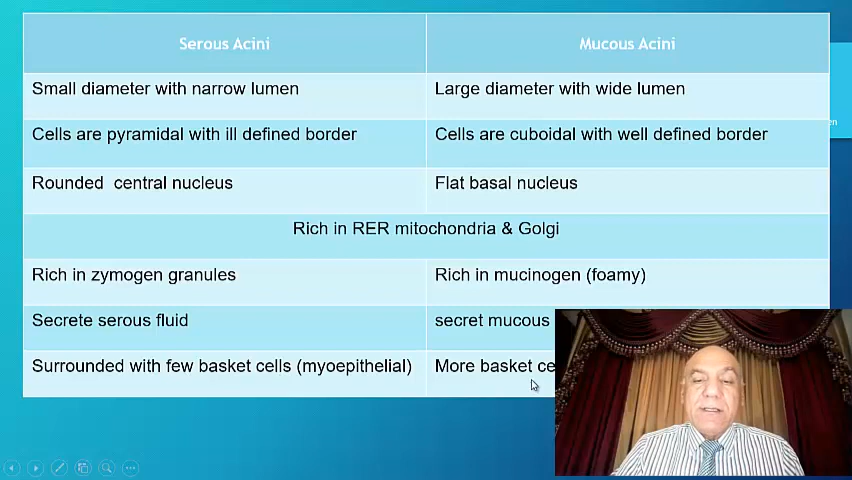 Serous Acini Mucous Acini
Small diameter with narrow lumen Large diameter with wide lumen
Cells are pyramidal with ill defined border Cells are cuboidal with well defined border
en
Rounded central nucleus Flat basal nucleus
Rich in RER mitochondria & Golgi
Rich in zymogen granules Rich in mucinogen (foamy)
Secrete serous fluid secret mucous
Surrounded with few basket cells (myoepithelial) More basket ce